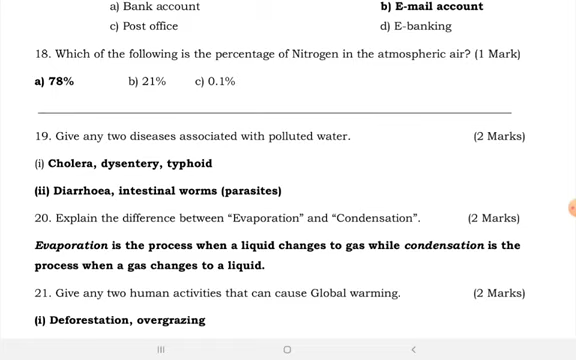 a) Bank account b) E-mail account
c) Post office d) E-banking
18. Which of the following is the percentage of Nitrogen in the atmospheric air? (1 Mark)
a) 78% b) 21% c) 0.1%
19. Give any two diseases associated with polluted water. (2 Marks)
(i) Cholera, dysentery, typhoid
(ii) Diarrhoea, intestinal worms (parasites)
20. Explain the difference between “Evaporation” and “Condensation”. (2 Marks)
Evaporation is the process when a liquid changes to gas while condensation is the
process when a gas changes to a liquid.
21. Give any two human activities that can cause Global warming. (2 Marks)
(i) Deforestation, overgrazing